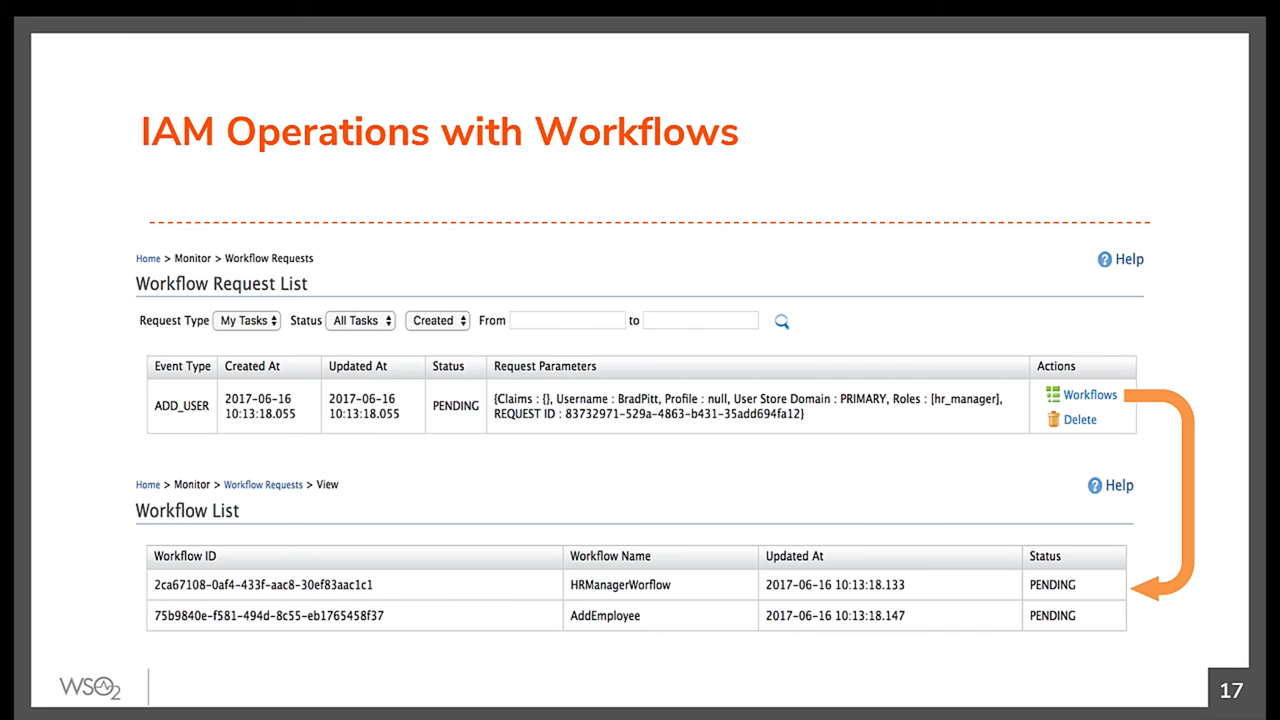 IAM Operations with Workflows
Home > Monitor > Workflow Requests
Help
Workflow Request List
Request Type My Tasks Status All Tasks Created From to
Event Type Created At Updated At Status Request Parameters Actions
ADD_USER 2017-06-16 10:13:18.055 2017-06-16 10:13:18.055 PENDING {Claims : {}, Username : BradPitt, Profile : null, User Store Domain : PRIMARY, Roles : [hr_manager],
REQUEST ID : 83732971-529a-4863-b431-35add694fa12}
Workflows
Delete
Home > Monitor > Workflow Requests > View
Help
Workflow List
Workflow ID Workflow Name Updated At Status
2ca67108-0af4-433f-aac8-30ef83aac1c1 HRManagerWorflow 2017-06-16 10:13:18.133 PENDING
75b9840e-f581-494d-8c55-eb1765458f37 AddEmployee 2017-06-16 10:13:18.147 PENDING
WSO2
17